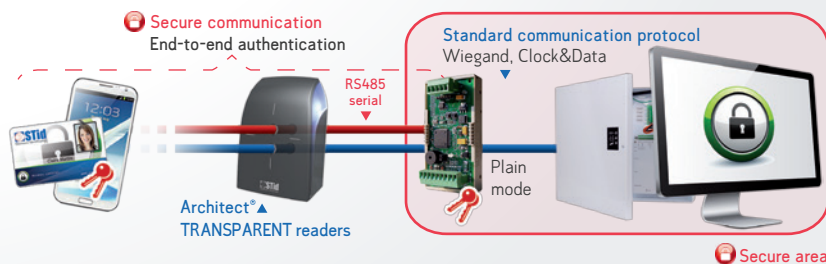 Secure communication
End-to-end authentication
Standard communication protocol
Wiegand, Clock&Data
RS485
serial
12:03
STid
STid
Plain
mode
Architect®
TRANSPARENT readers
Secure area